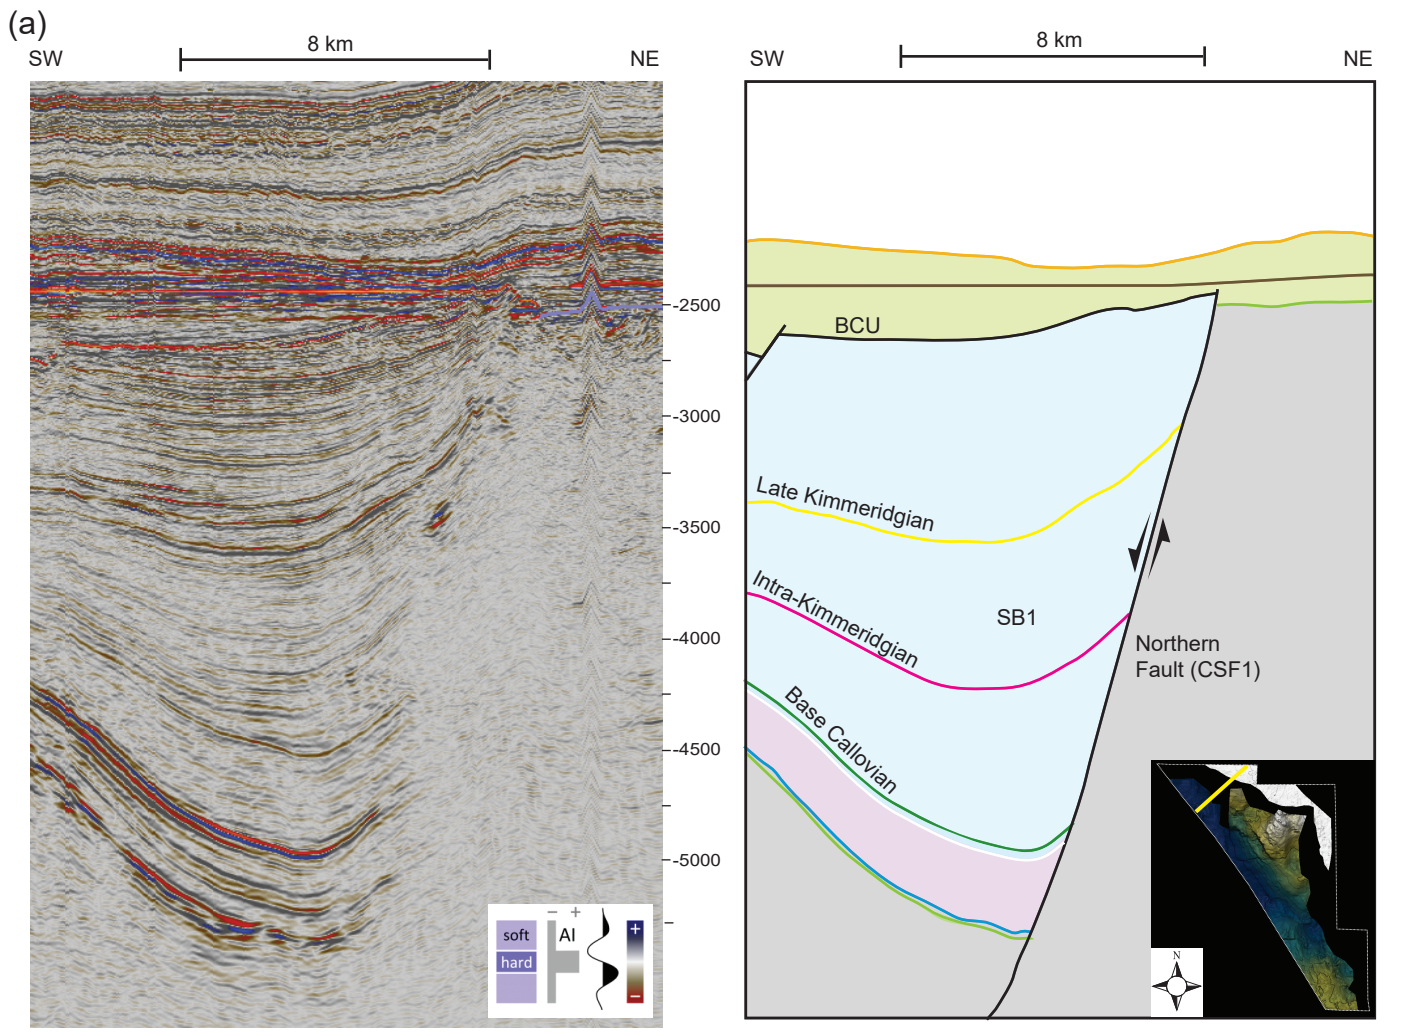 (a)
8 km
SW
NE
8 km
SW
NE
-2500
-3000
-3500
-4000
-4500
-5000
BCU
Late Kimmeridgian
Intra-Kimmeridgian
SB1
Northern
Fault (CSF1)
Base Callovian
− +
soft
AI
hard
+
−
N